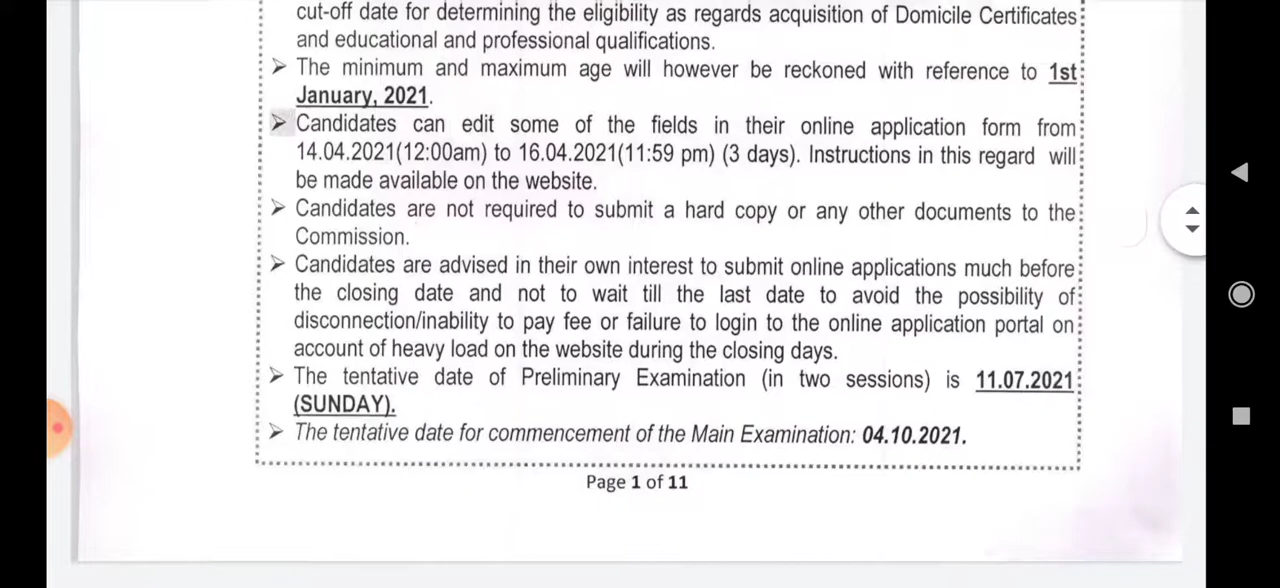 cut-off date for determining the eligibility as regards acquisition of Domicile Certificates
and educational and professional qualifications.
➢ The minimum and maximum age will however be reckoned with reference to 1st
January, 2021.
➢ Candidates can edit some of the fields in their online application form from
14.04.2021(12:00am) to 16.04.2021(11:59 pm) (3 days). Instructions in this regard will
be made available on the website.
➢ Candidates are not required to submit a hard copy or any other documents to the
Commission.
➢ Candidates are advised in their own interest to submit online applications much before
the closing date and not to wait till the last date to avoid the possibility of
disconnection/inability to pay fee or failure to login to the online application portal on
account of heavy load on the website during the closing days.
➢ The tentative date of Preliminary Examination (in two sessions) is 11.07.2021
(SUNDAY).
➢ The tentative date for commencement of the Main Examination: 04.10.2021.
Page 1 of 11